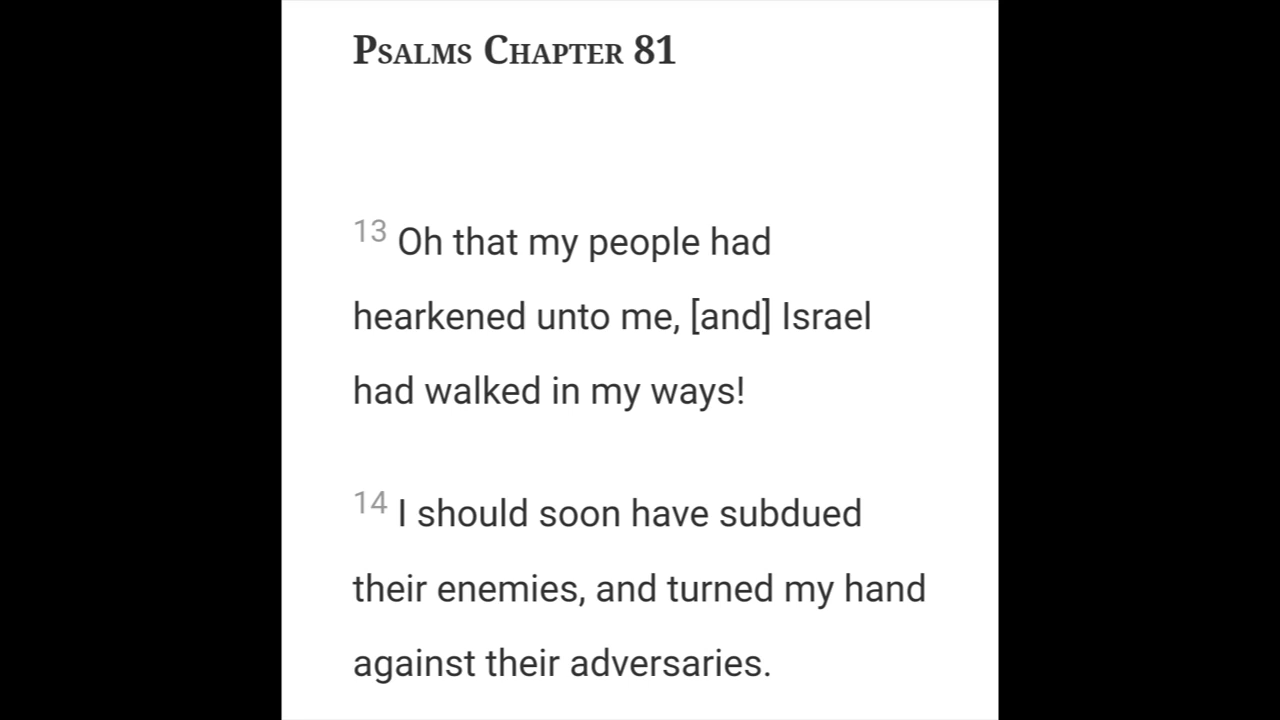 Psalms Chapter 81
13 Oh that my people had
hearkened unto me, [and] Israel
had walked in my ways!
14 I should soon have subdued
their enemies, and turned my hand
against their adversaries.